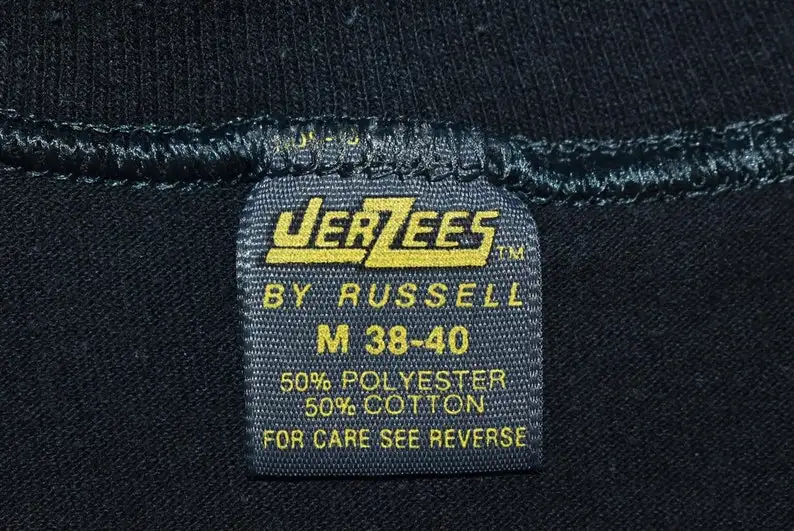 JERZEES™
BY RUSSELL
M 38-40
50% POLYESTER
50% COTTON
FOR CARE SEE REVERSE